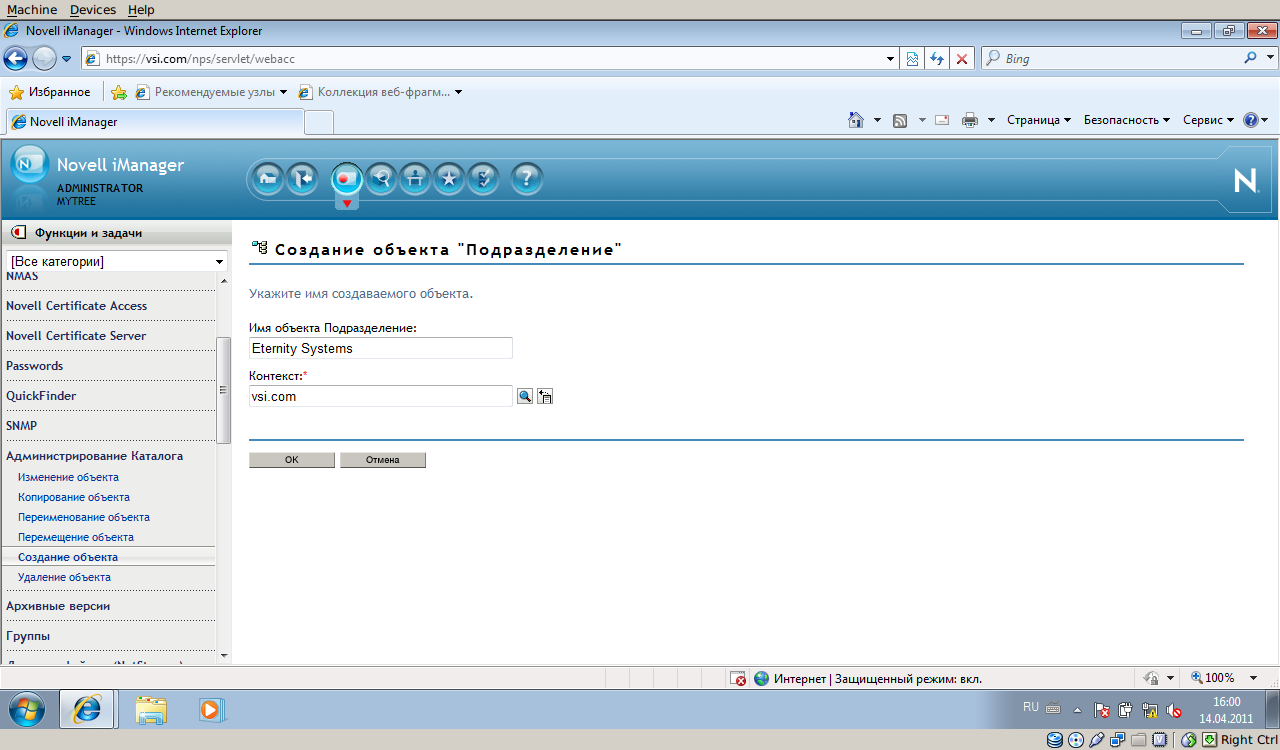 Machine Devices Help
Novell iManager - Windows Internet Explorer
https://vsi.com/nps/servlet/webacc
Bing
Избранное
Рекомендуемые узлы
Коллекция веб-фрагм...
Novell iManager
Страница
Безопасность
Сервис
Novell iManager
ADMINISTRATOR
MYTREE
N
Функции и задачи
[Все категории]
NMAS
Novell Certificate Access
Novell Certificate Server
Passwords
QuickFinder
SNMP
Администрирование Каталога
Изменение объекта
Копирование объекта
Переименование объекта
Перемещение объекта
Создание объекта
Удаление объекта
Архивные версии
Группы
Создание объекта "Подразделение"
Укажите имя создаваемого объекта.
Имя объекта Подразделение:
Eternity Systems
Контекст:*
vsi.com
OK
Отмена
Интернет | Защищенный режим: вкл.
100%
RU
16:00
14.04.2011
Right Ctrl